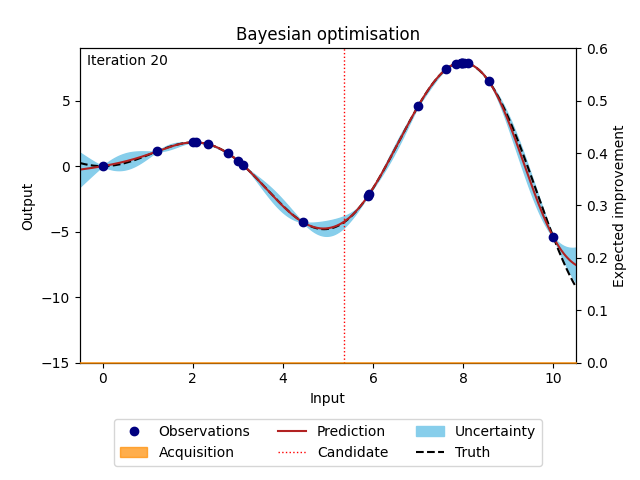 Bayesian optimisation
Iteration 20
Output
5
0
−5
−10
−15
0.6
0.5
0.4
0.3
0.2
0.1
0.0
Expected improvement
0 2 4 6 8 10
Input
Observations Prediction Uncertainty
Acquisition Candidate Truth